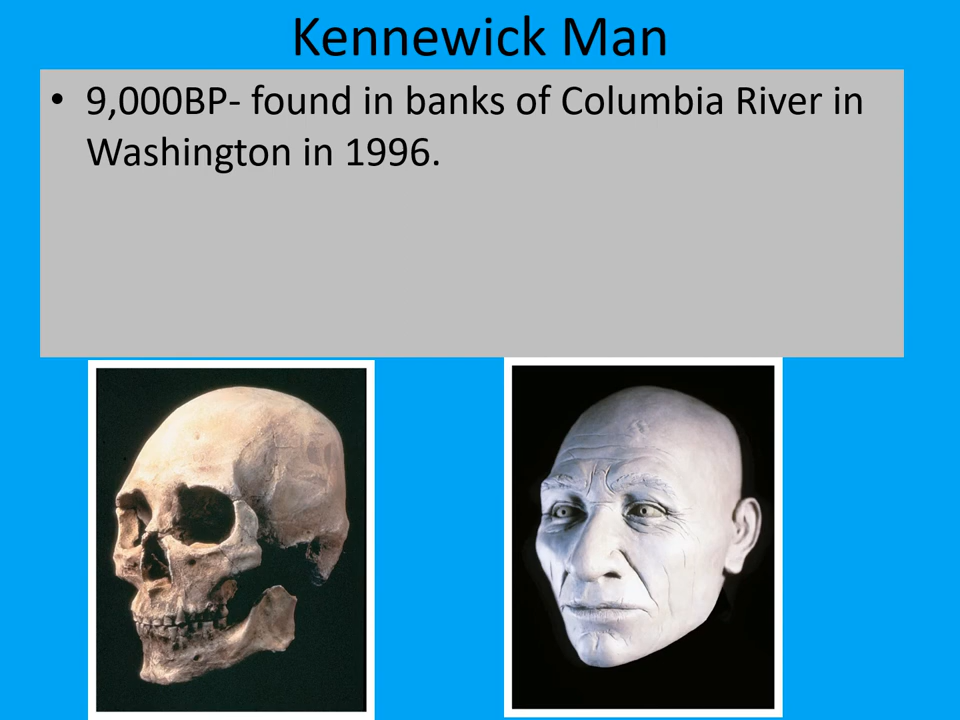 Kennewick Man
• 9,000BP- found in banks of Columbia River in
Washington in 1996.